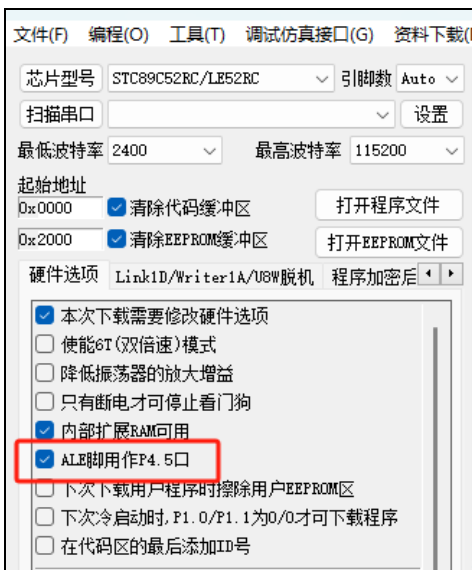 文件(F) 编程(O) 工具(T) 调试仿真接口(G) 资料下载(
芯片型号 STC89C52RC/LE52RC 引脚数 Auto
扫描串口 设置
最低波特率 2400 最高波特率 115200
起始地址
0x0000 清除代码缓冲区 打开程序文件
0x2000 清除EEPROM缓冲区 打开EEPROM文件
硬件选项 Link1D/Writer1A/U8W脱机 程序加密后
本次下载需要修改硬件选项
使能6T(双倍速)模式
降低振荡器的放大增益
只有断电才可停止看门狗
内部扩展RAM可用
ALE脚用作P4.5口
下次下载用户程序时擦除用户EEPROM区
下次冷启动时,P1.0/P1.1为0/0才可下载程序
在代码区的最后添加ID号